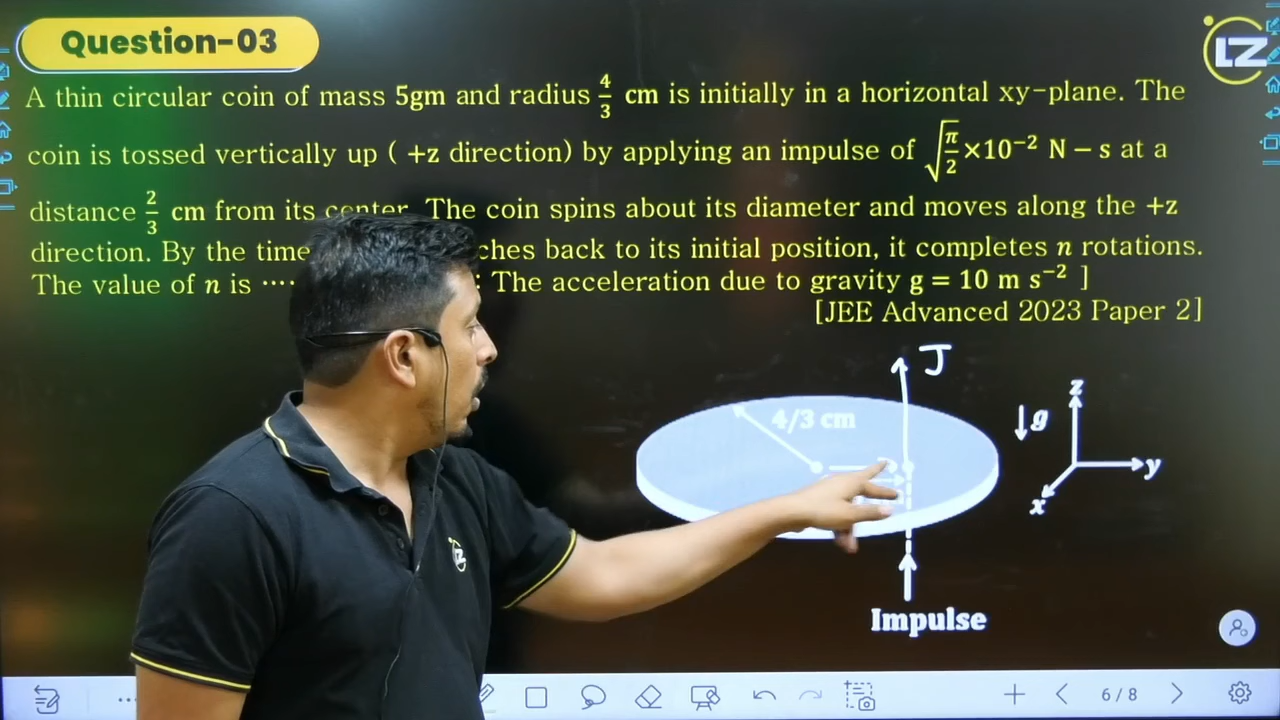 Question-03
LZ
A thin circular coin of mass 5gm and radius 4/3 cm is initially in a horizontal xy-plane. The
coin is tossed vertically up ( +z direction) by applying an impulse of √(π/2)×10⁻² N – s at a
distance 2/3 cm from its center. The coin spins about its diameter and moves along the +z
direction. By the time ches back to its initial position, it completes n rotations.
The value of n is ···· : The acceleration due to gravity g = 10 m s⁻² ]
[JEE Advanced 2023 Paper 2]
J
4/3 cm
g
z
y
x
Impulse
LZ
6/8